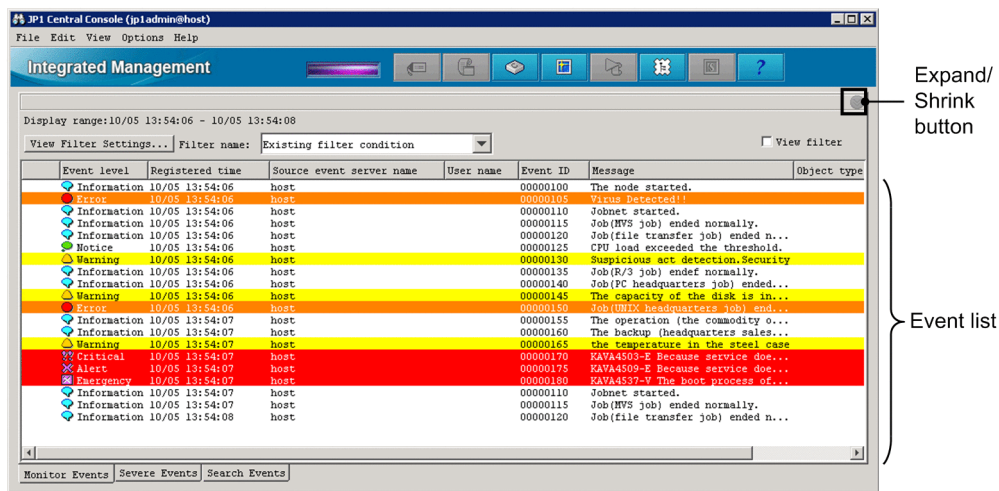 JP1 Central Console (jp1admin@host)
File Edit View Options Help
Integrated Management
?
Expand/
Shrink
button
Display range:10/05 13:54:06 - 10/05 13:54:08
View Filter Settings... Filter name: Existing filter condition View filter
Event level Registered time Source event server name User name Event ID Message Object type
Information 10/05 13:54:06 host 00000100 The node started.
Error 10/05 13:54:06 host 00000105 Virus Detected!!
Information 10/05 13:54:06 host 00000110 Jobnet started.
Information 10/05 13:54:06 host 00000115 Job(MVS job) ended normally.
Information 10/05 13:54:06 host 00000120 Job(file transfer job) ended n...
Notice 10/05 13:54:06 host 00000125 CPU load exceeded the threshold.
Warning 10/05 13:54:06 host 00000130 Suspicious act detection.Security
Information 10/05 13:54:06 host 00000135 Job(R/3 job) endef normally.
Information 10/05 13:54:06 host 00000140 Job(PC headquarters job) ended...
Warning 10/05 13:54:06 host 00000145 The capacity of the disk is in...
Error 10/05 13:54:06 host 00000150 Job(UNIX headquarters job) end...
Information 10/05 13:54:07 host 00000155 The operation (the commodity o...
Information 10/05 13:54:07 host 00000160 The backup (headquarters sales...
Warning 10/05 13:54:07 host 00000165 the temperature in the steel case
Critical 10/05 13:54:07 host 00000170 KAVA4503-E Because service doe...
Alert 10/05 13:54:07 host 00000175 KAVA4509-E Because service doe...
Emergency 10/05 13:54:07 host 00000180 KAVA4537-V The boot process of...
Information 10/05 13:54:07 host 00000110 Jobnet started.
Information 10/05 13:54:07 host 00000115 Job(MVS job) ended normally.
Information 10/05 13:54:08 host 00000120 Job(file transfer job) ended n...
Event list
Monitor Events Severe Events Search Events